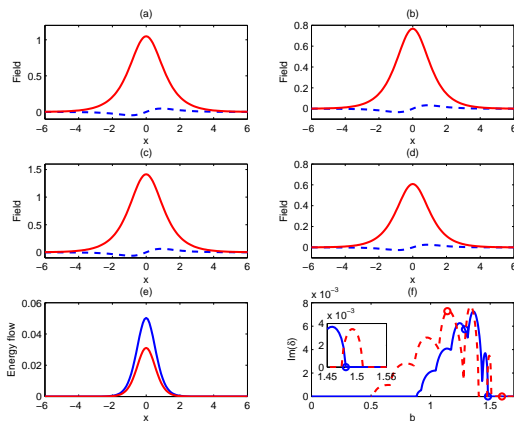 (a)
(b)
Field
1
0.5
0
−6 −4 −2 0 2 4 6
x
Field
0.8
0.6
0.4
0.2
0
−6 −4 −2 0 2 4 6
x
(c)
(d)
Field
1.5
1.0
0.5
0
−6 −4 −2 0 2 4 6
x
Field
0.8
0.6
0.4
0.2
0
−6 −4 −2 0 2 4 6
x
(e)
(f)
Energy flow
0.06
0.04
0.02
0
−6 −4 −2 0 2 4 6
x
Im(δ)
8 x 10⁻³
6
4
2
0
0 0.5 1 1.5
b
4 x 10⁻³
2
0
1.45 1.5 1.55